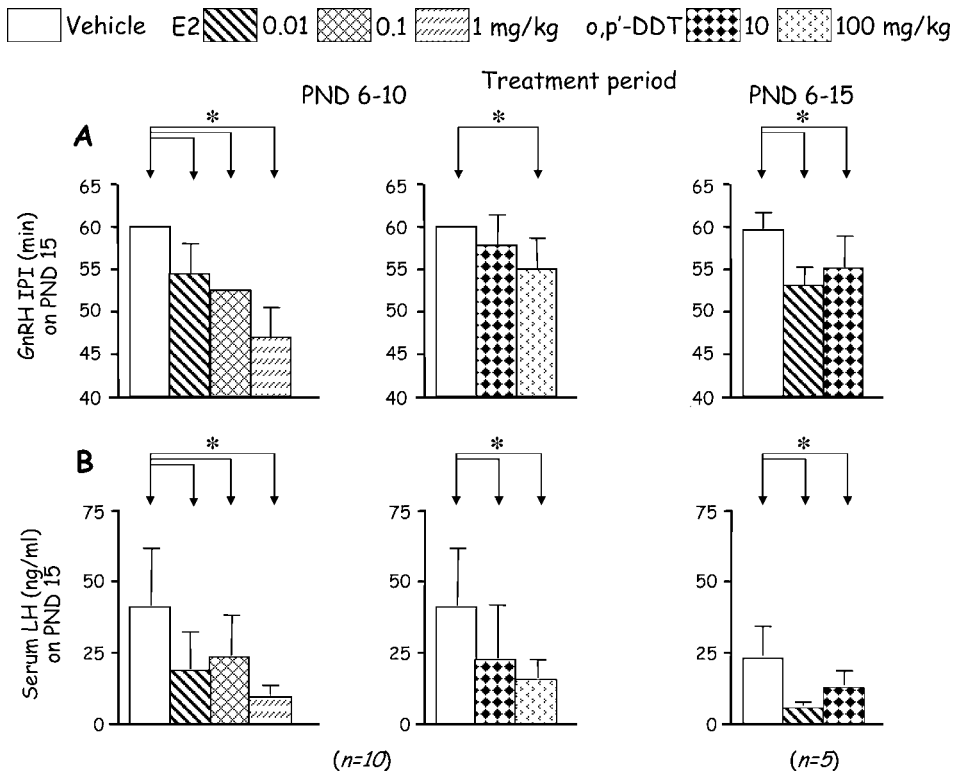 Vehicle E2 0.01 0.1 1 mg/kg o,p'-DDT 10 100 mg/kg
Treatment period
PND 6-10 PND 6-15
A
* * *
GnRH IPI (min)
on PND 15
65 65 65
60 60 60
55 55 55
50 50 50
45 45 45
40 40 40
B
* * *
Serum LH (ng/ml)
on PND 15
75 75 75
50 50 50
25 25 25
0 0 0
(n=10) (n=5)